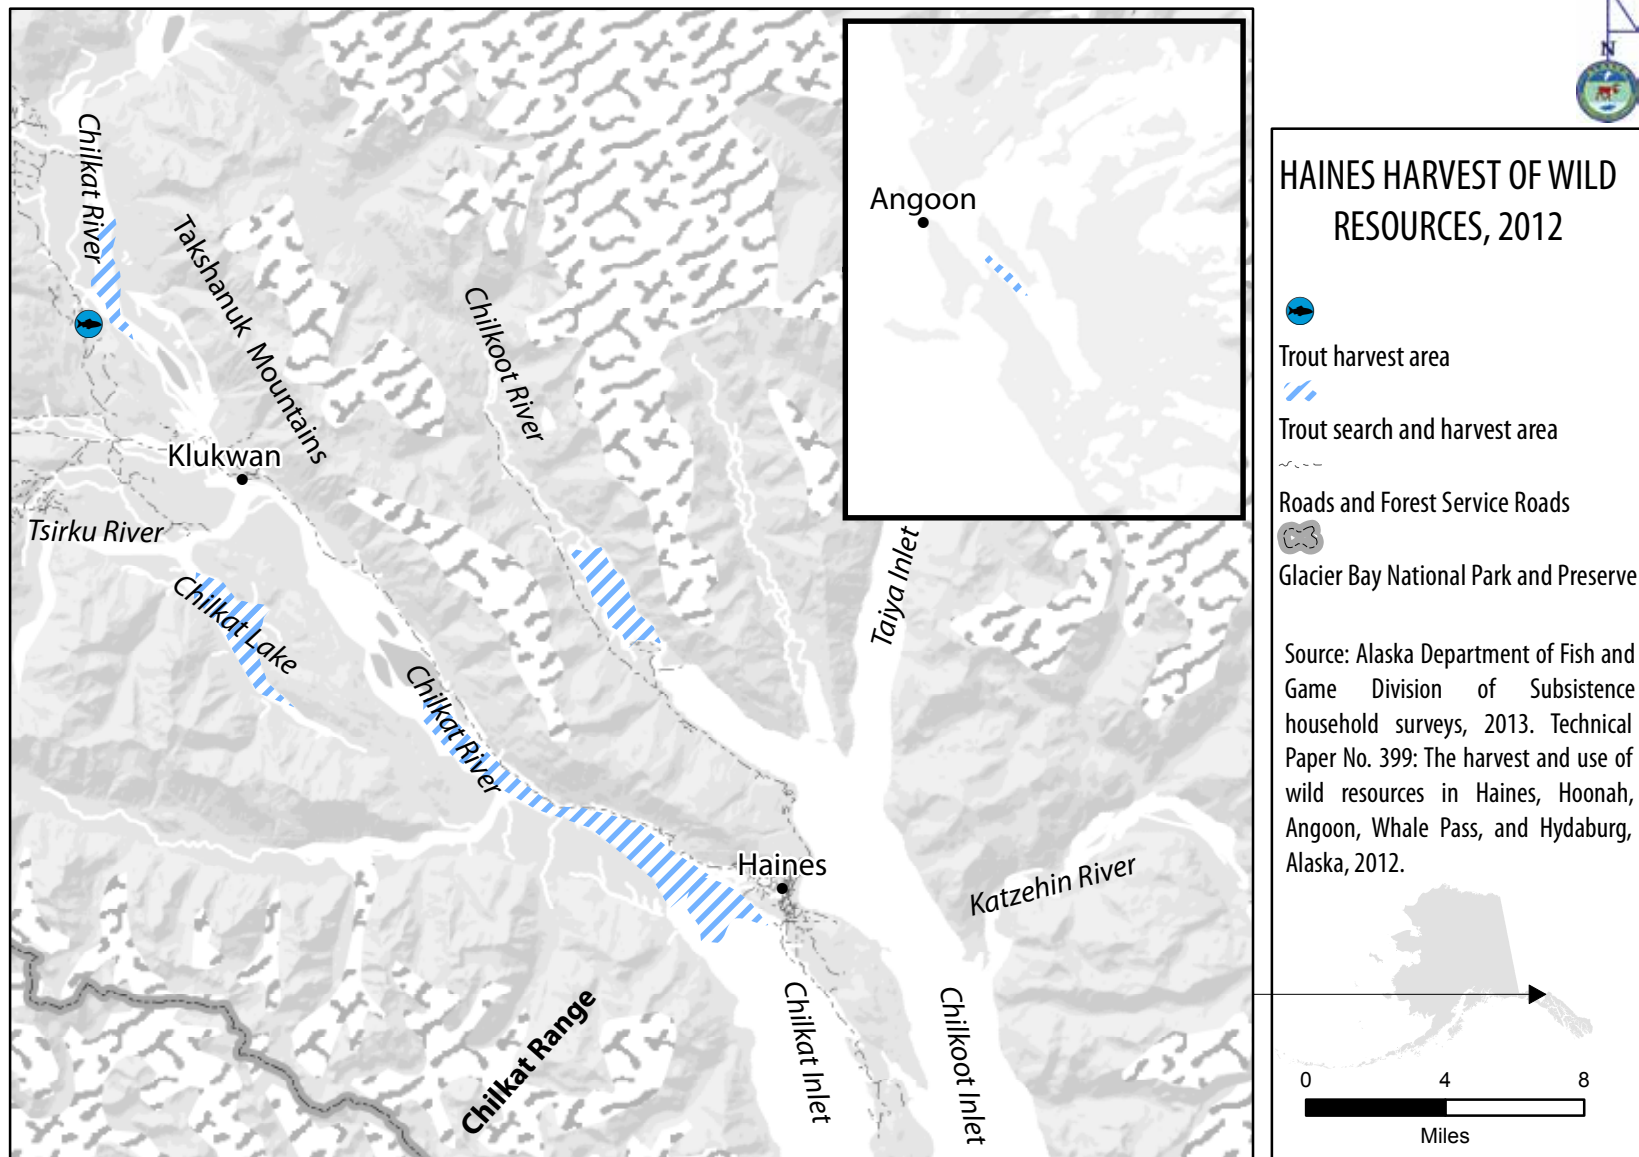 Chilkat River
Takshanuk Mountains
Chilkoot River
Angoon
Klukwan
Tsirku River
Chilkat Lake
Chilkat River
Taiya Inlet
Haines
Katzehin River
Chilkat Range
Chilkat Inlet
Chilkoot Inlet
N
HAINES HARVEST OF WILD
RESOURCES, 2012
Trout harvest area
Trout search and harvest area
Roads and Forest Service Roads
Glacier Bay National Park and Preserve
Source: Alaska Department of Fish and
Game Division of Subsistence
household surveys, 2013. Technical
Paper No. 399: The harvest and use of
wild resources in Haines, Hoonah,
Angoon, Whale Pass, and Hydaburg,
Alaska, 2012.
0 4 8
Miles